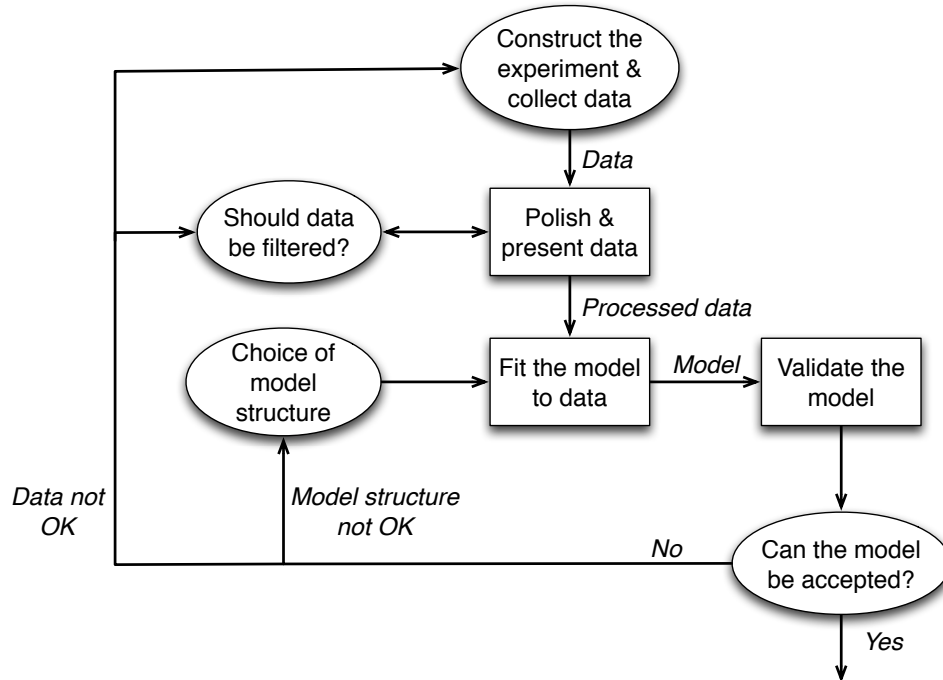 Construct the
experiment &
collect data
Data
Should data
be filtered?
Polish &
present data
Processed data
Choice of
model
structure
Fit the model
to data
Model
Validate the
model
Data not
OK
Model structure
not OK
No
Can the model
be accepted?
Yes